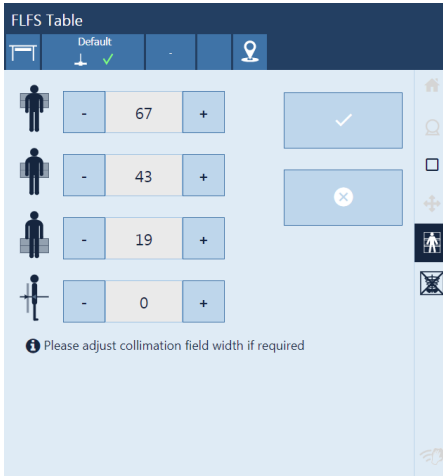 FLFS Table
Default
-
- 67 +
- 43 +
- 19 +
- 0 +
Please adjust collimation field width if required